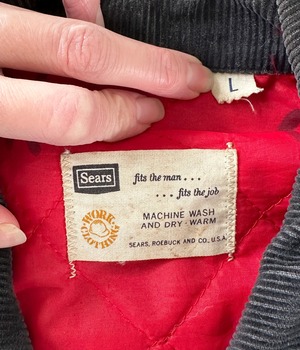 L
Sears
fits the man...
...fits the job
WORK
CLOTHING
MACHINE WASH
AND DRY-WARM
SEARS, ROEBUCK AND CO., U.S.A.